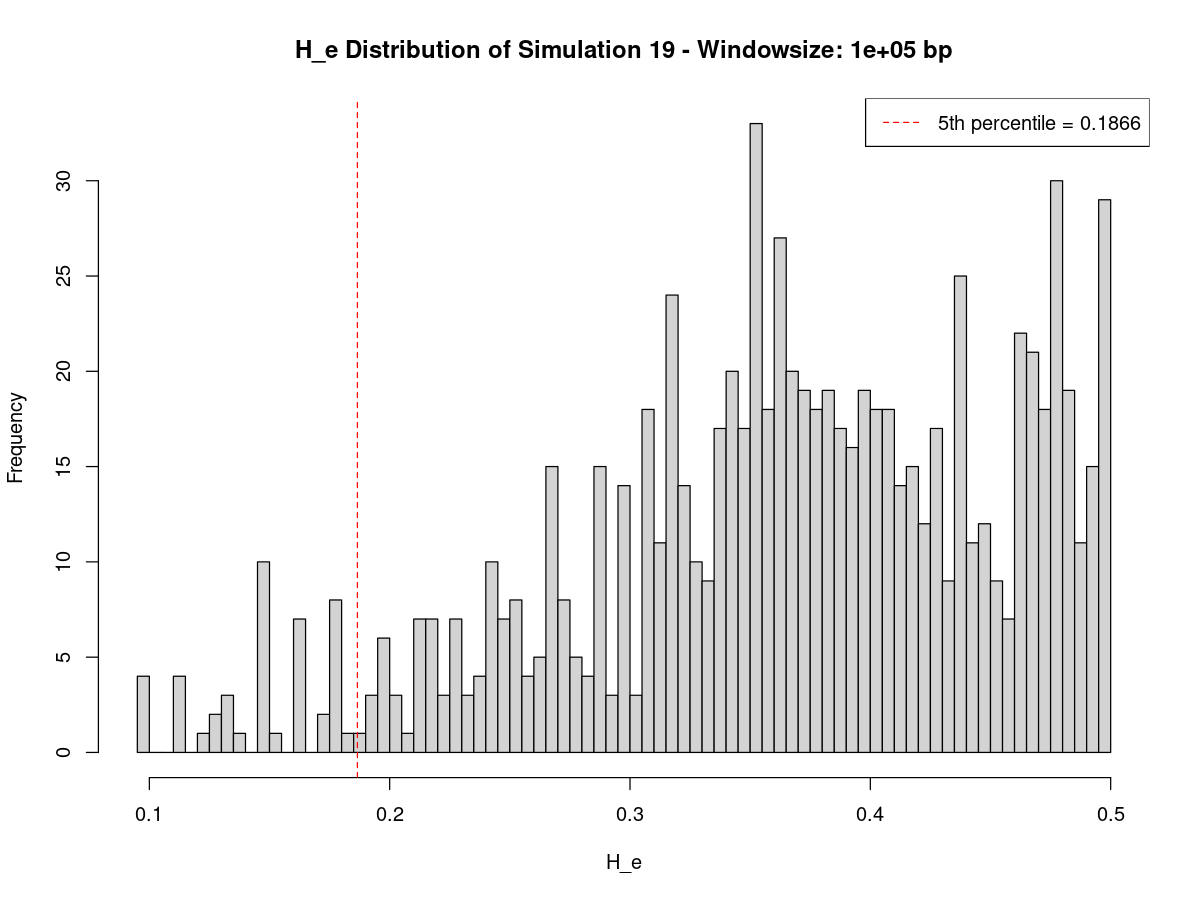 H_e Distribution of Simulation 19 - Windowsize: 1e+05 bp
5th percentile = 0.1866
Frequency
30
25
20
15
10
5
0
0.1 0.2 0.3 0.4 0.5
H_e